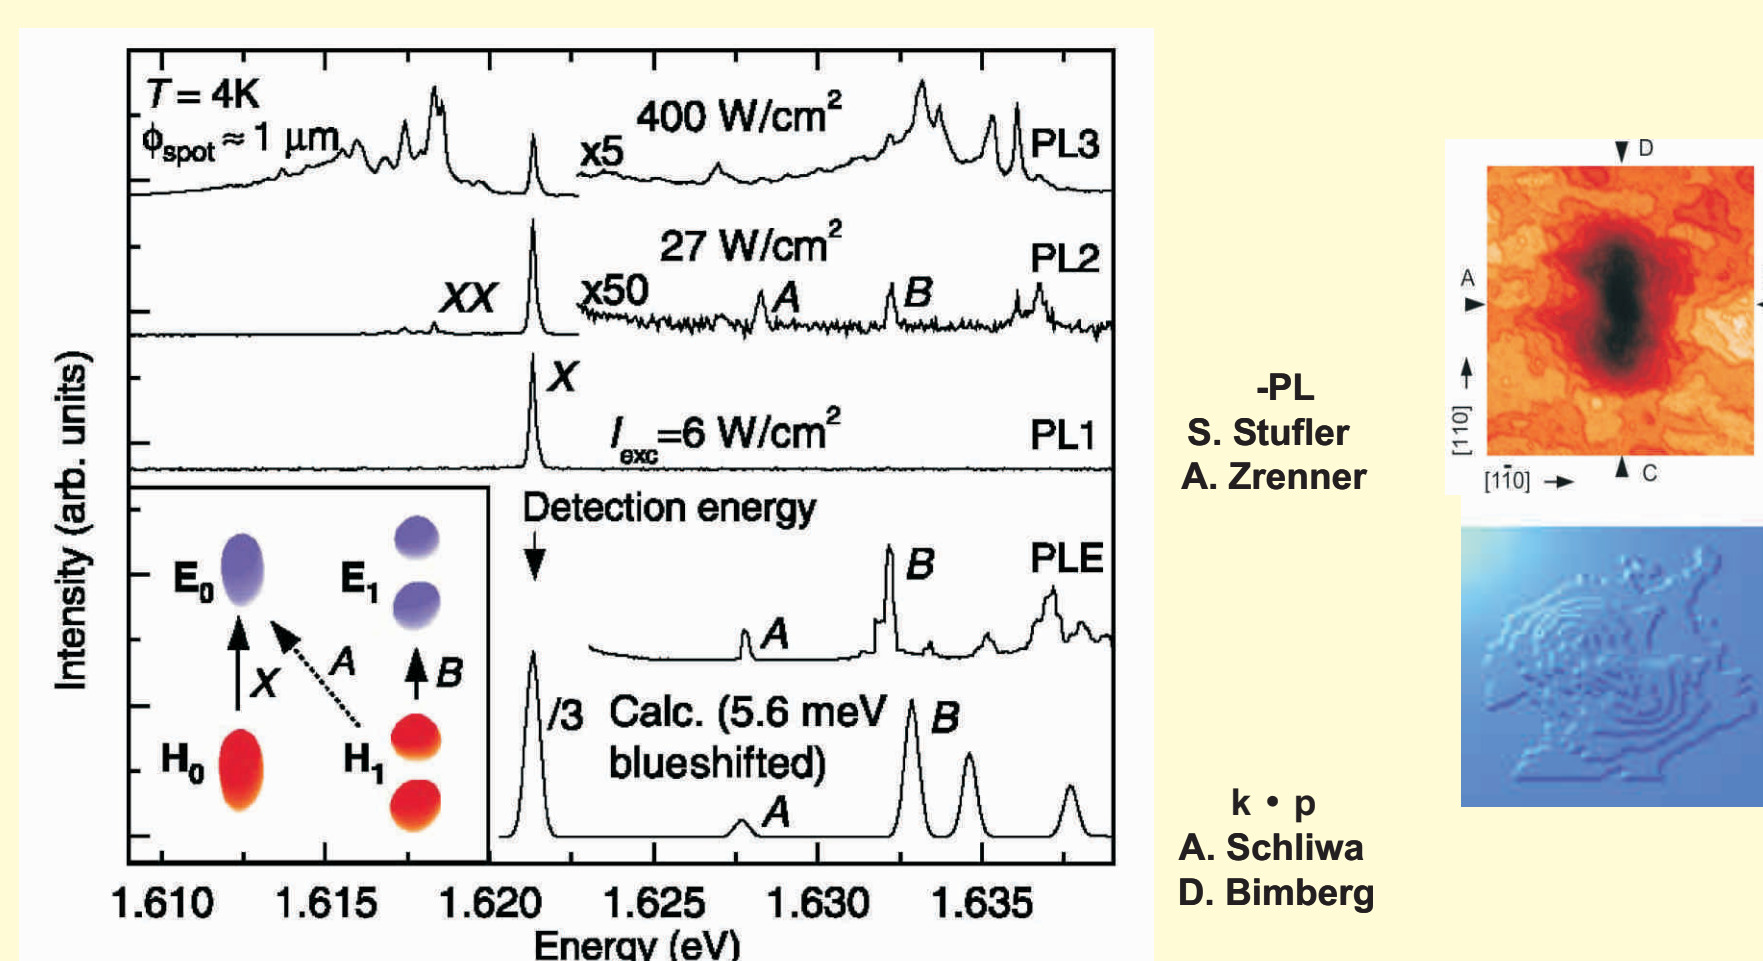 T = 4K
ϕspot ≈ 1 μm
400 W/cm²
x5
PL3
27 W/cm²
PL2
XX
x50
A
B
X
Iexc=6 W/cm²
PL1
Detection energy
E0
E1
X
A
B
H0
H1
PLE
A
B
/3
Calc. (5.6 meV
blueshifted)
B
A
1.610
1.615
1.620
1.625
1.630
1.635
Energy (eV)
Intensity (arb. units)
-PL
S. Stufler
A. Zrenner
k • p
A. Schliwa
D. Bimberg
D
A
[110]
[11̄0]
C